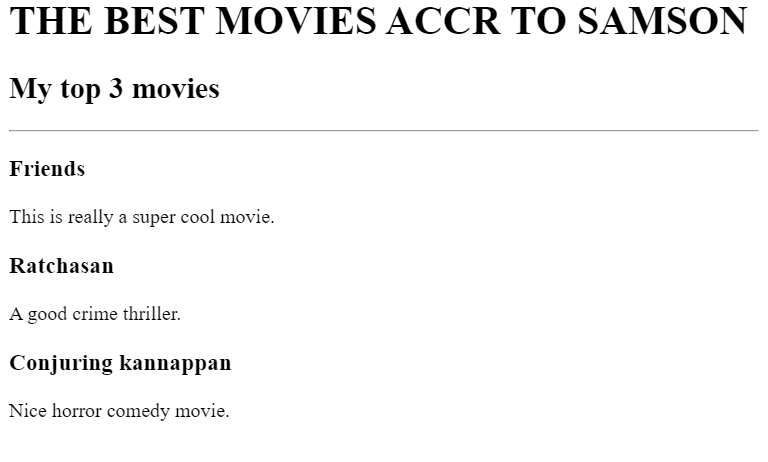 THE BEST MOVIES ACCR TO SAMSON
My top 3 movies
Friends
This is really a super cool movie.
Ratchasan
A good crime thriller.
Conjuring kannappan
Nice horror comedy movie.